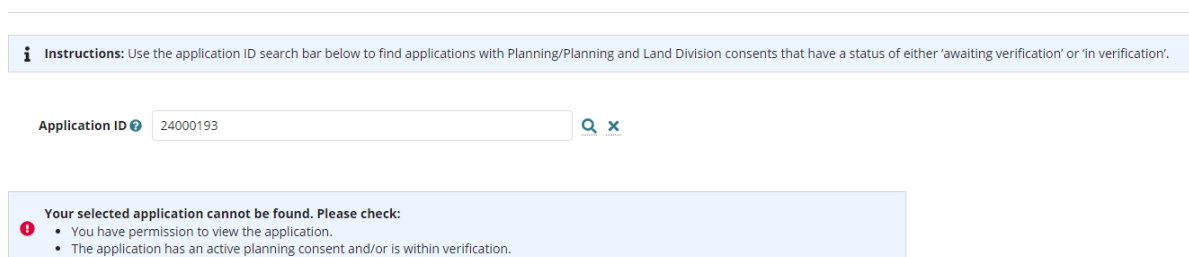 Instructions: Use the application ID search bar below to find applications with Planning/Planning and Land Division consents that have a status of either ‘awaiting verification’ or ‘in verification’.
Application ID 24000193
Your selected application cannot be found. Please check:
• You have permission to view the application.
• The application has an active planning consent and/or is within verification.